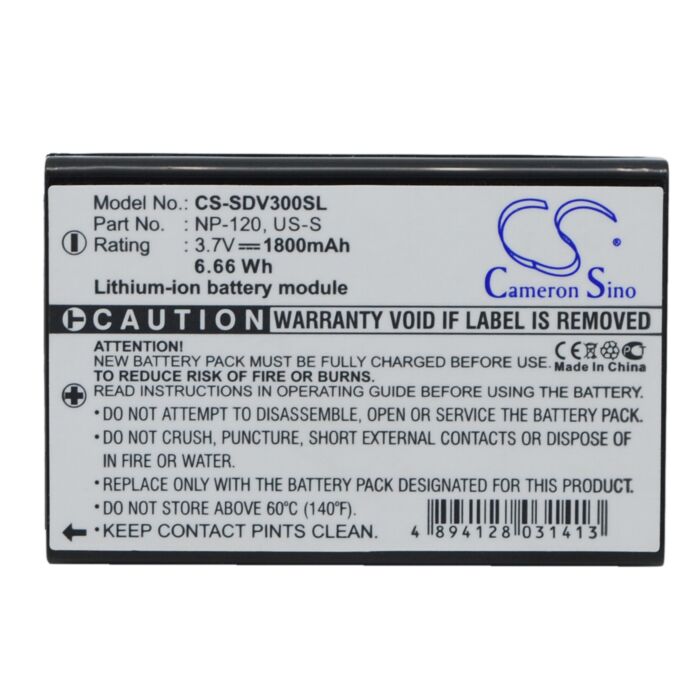 Model No.: CS-SDV300SL
Part No. : NP-120, US-S
Rating : 3.7V⎓1800mAh
6.66 Wh
Lithium-ion battery module
CS
Cameron Sino
CAUTION WARRANTY VOID IF LABEL IS REMOVED
ATTENTION!
NEW BATTERY PACK MUST BE FULLY CHARGED BEFORE USE
TO REDUCE RISK OF FIRE OR BURNS.
CE
Made In China
READ INSTRUCTIONS IN OPERATING GUIDE BEFORE USING THE BATTERY.
•DO NOT ATTEMPT TO DISASSEMBLE, OPEN OR SERVICE THE BATTERY PACK.
•DO NOT CRUSH, PUNCTURE, SHORT EXTERNAL CONTACTS OR DISPOSE OF
IN FIRE OR WATER.
•REPLACE ONLY WITH BATTERY PACK DESIGNATED FOR THIS PRODUCT.
•DO NOT STORE ABOVE 60℃ (140℉).
•KEEP CONTACT PINTS CLEAN.
4 894128 031413